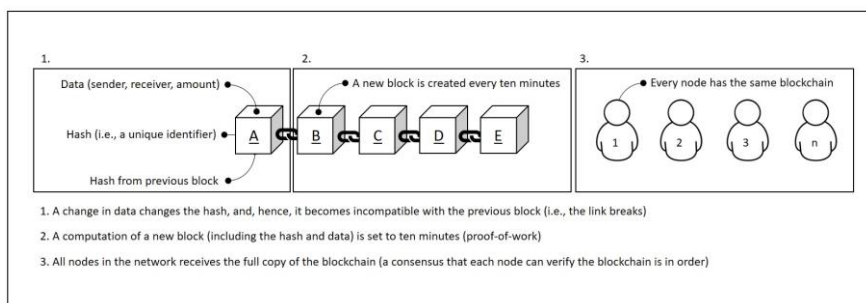 1.
Data (sender, receiver, amount)
Hash (i.e., a unique identifier)
Hash from previous block
A
2.
A new block is created every ten minutes
B
C
D
E
3.
Every node has the same blockchain
1
2
3
n
1. A change in data changes the hash, and, hence, it becomes incompatible with the previous block (i.e., the link breaks)
2. A computation of a new block (including the hash and data) is set to ten minutes (proof-of-work)
3. All nodes in the network receives the full copy of the blockchain (a consensus that each node can verify the blockchain is in order)